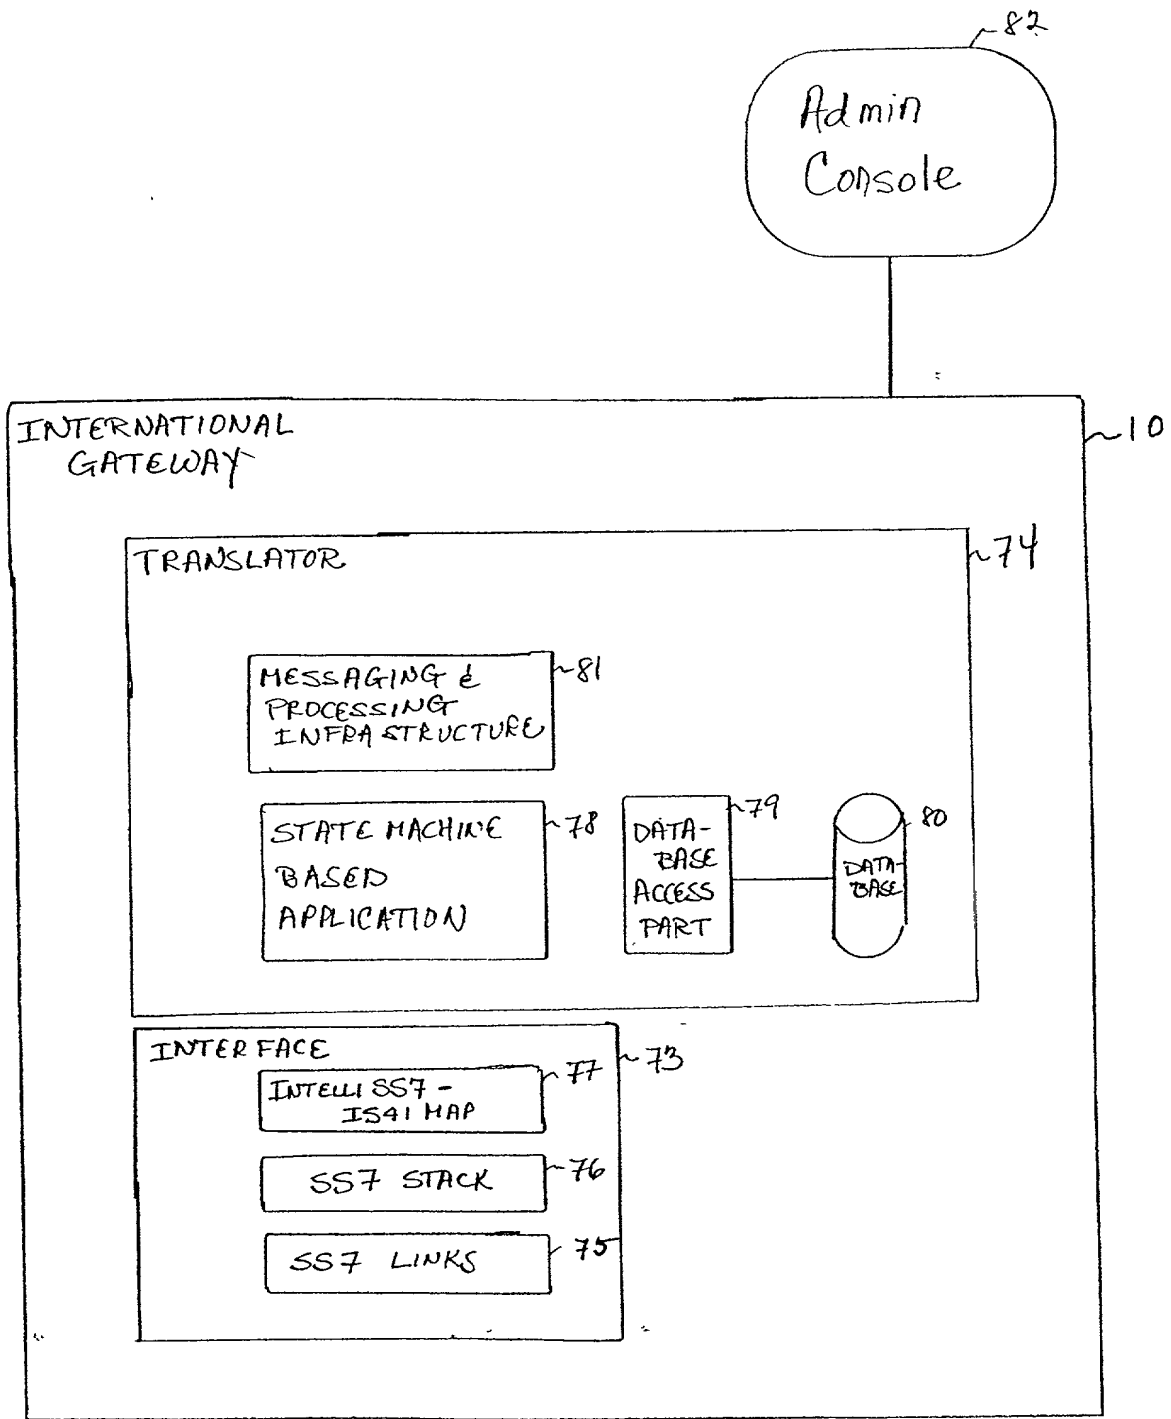 82
Admin
Console
INTERNATIONAL
GATEWAY
10
TRANSLATOR
74
MESSAGING &
PROCESSING
INFRASTRUCTURE
81
STATE MACHINE
BASED
APPLICATION
78
DATA-
BASE
ACCESS
PART
79
DATA-
BASE
80
INTERFACE
73
INTELLI SS7 -
IS41 MAP
77
SS7 STACK
76
SS7 LINKS
75